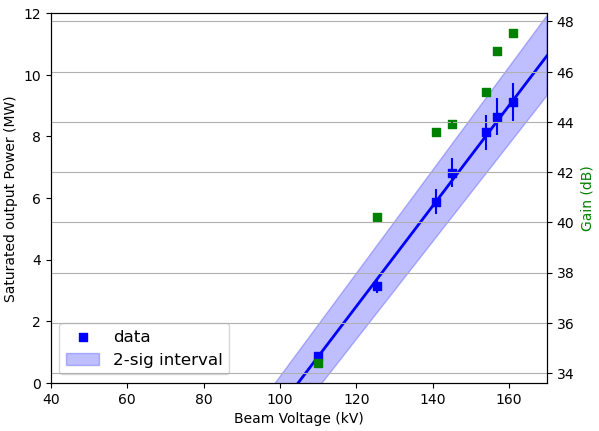 12
10
8
6
4
2
0
Saturated output Power (MW)
48
46
44
42
40
38
36
34
Gain (dB)
data
2-sig interval
40 60 80 100 120 140 160
Beam Voltage (kV)